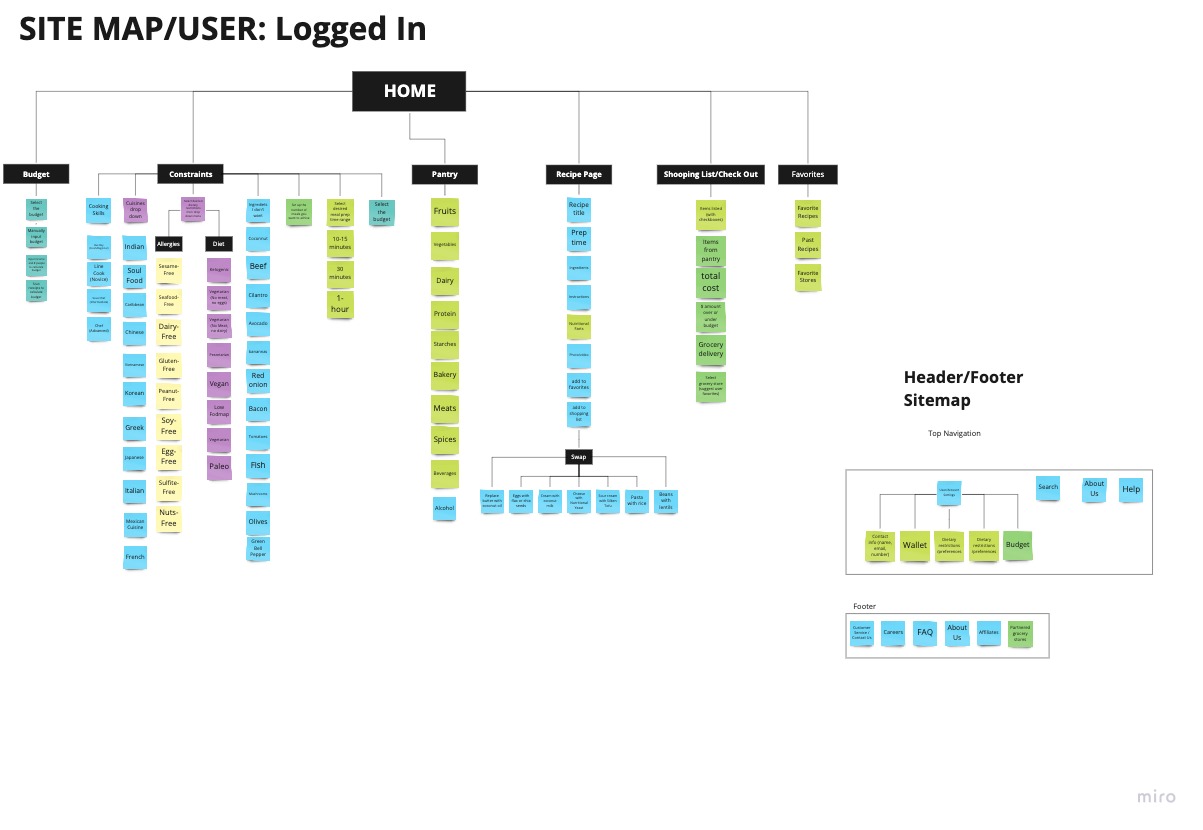 SITE MAP/USER: Logged In
HOME
Budget
Constraints
Pantry
Recipe Page
Shooping List/Check Out
Favorites
Select
the
budget
Manually
input
budget
Cooking
Skills
Line
Cook
(Novice)
Chef
(Advanced)
Cuisines
drop
down
Indian
Soul
Food
Caribbean
Chinese
Vietnamese
Korean
Greek
Japanese
Italian
Mexican
Cuisine
French
Allergies
Sesame-
Free
Seafood-
Free
Dairy-
Free
Gluten-
Free
Peanut-
Free
Soy-
Free
Egg-
Free
Sulfite-
Free
Nuts-
Free
Diet
Ketogenic
Vegetarian
(No meat,
no eggs)
Vegetarian
(No Meat,
no dairy)
Pescetarian
Vegan
Low
Fodmap
Vegetarian
Paleo
Ingredients
I don't
want
Coconut
Beef
Cilantro
Avocado
Bananas
Red
onion
Bacon
Tomatoes
Fish
Mushrooms
Olives
Green
Bell
Pepper
Select
desired
meal prep
time range
10-15
minutes
30
minutes
1-
hour
Select
the
budget
Fruits
Vegetables
Dairy
Protein
Starches
Bakery
Meats
Spices
Beverages
Alcohol
Recipe
title
Prep
time
Ingredients
Instructions
Nutritional
Facts
add to
favorites
add to
shopping
list
Swap
Replace
butter with
coconut oil
Eggs with
flax or chia
seeds
Cream with
coconut
milk
Cheese
with
Nutritional
Yeast
Sour cream
with Silken
Tofu
Pasta
with rice
Beans
with
lentils
Items listed
(with
checkboxes)
Items
from
pantry
total
cost
$ amount
over or
under
budget
Grocery
delivery
Select
grocery store
(suggest user
favorites)
Favorite
Recipes
Past
Recipes
Favorite
Stores
Header/Footer
Sitemap
Top Navigation
Search
About
Us
Help
Contact
info (name,
email,
number)
Wallet
Dietary
restrictions
/preferences
Dietary
restrictions
/preferences
Budget
Footer
Customer
Service /
Contact Us
Careers
FAQ
About
Us
Affiliates
Partnered
grocery
stores
miro